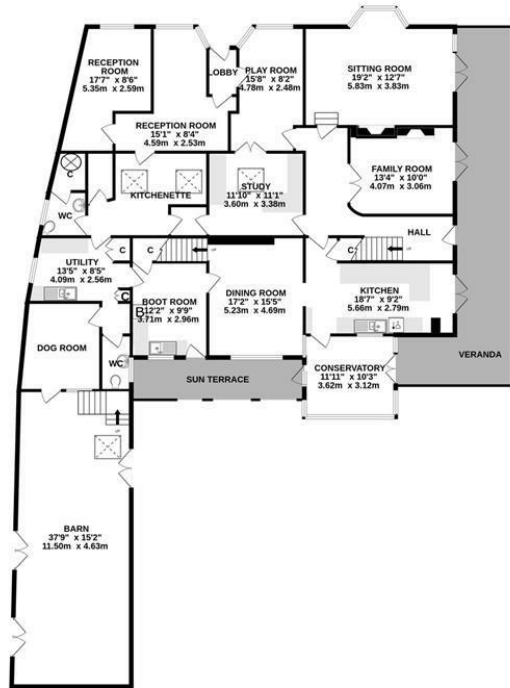 RECEPTION
ROOM
17'7" x 8'6"
5.35m x 2.59m
LOBBY
PLAY ROOM
15'8" x 8'2"
4.78m x 2.48m
SITTING ROOM
19'2" x 12'7"
5.83m x 3.83m
RECEPTION ROOM
15'1" x 8'4"
4.59m x 2.53m
FAMILY ROOM
13'4" x 10'0"
4.07m x 3.06m
C
KITCHENETTE
STUDY
11'10" x 11'1"
3.60m x 3.38m
WC
HALL
UP
C
C
UP
C
UTILITY
13'5" x 8'5"
4.09m x 2.56m
C
BOOT ROOM
12'2" x 9'9"
3.71m x 2.96m
B
DINING ROOM
17'2" x 15'5"
5.23m x 4.69m
KITCHEN
18'7" x 9'2"
5.66m x 2.79m
DOG ROOM
WC
SUN TERRACE
CONSERVATORY
11'11" x 10'3"
3.62m x 3.12m
VERANDA
UP
BARN
37'9" x 15'2"
11.50m x 4.63m